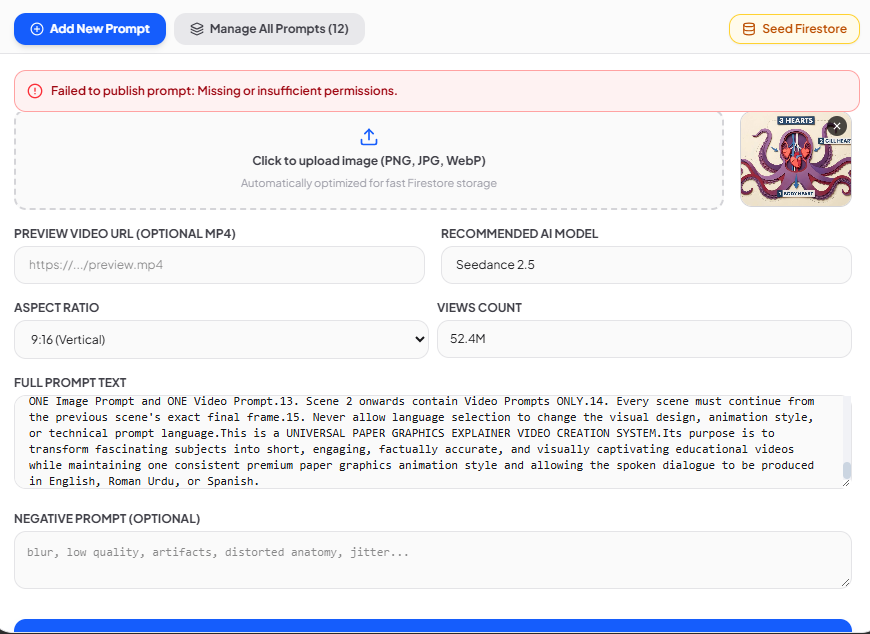 Add New Prompt
Manage All Prompts (12)
Seed Firestore
Failed to publish prompt: Missing or insufficient permissions.
Click to upload image (PNG, JPG, WebP)
Automatically optimized for fast Firestore storage
3 HEARTS
2 GILL HEART
1 BODY HEART
PREVIEW VIDEO URL (OPTIONAL MP4)
RECOMMENDED AI MODEL
https://.../preview.mp4
Seedance 2.5
ASPECT RATIO
VIEWS COUNT
9:16 (Vertical)
52.4M
FULL PROMPT TEXT
ONE Image Prompt and ONE Video Prompt.13. Scene 2 onwards contain Video Prompts ONLY.14. Every scene must continue from
the previous scene's exact final frame.15. Never allow language selection to change the visual design, animation style,
or technical prompt language.This is a UNIVERSAL PAPER GRAPHICS EXPLAINER VIDEO CREATION SYSTEM.Its purpose is to
transform fascinating subjects into short, engaging, factually accurate, and visually captivating educational videos
while maintaining one consistent premium paper graphics animation style and allowing the spoken dialogue to be produced
in English, Roman Urdu, or Spanish.
NEGATIVE PROMPT (OPTIONAL)
blur, low quality, artifacts, distorted anatomy, jitter...